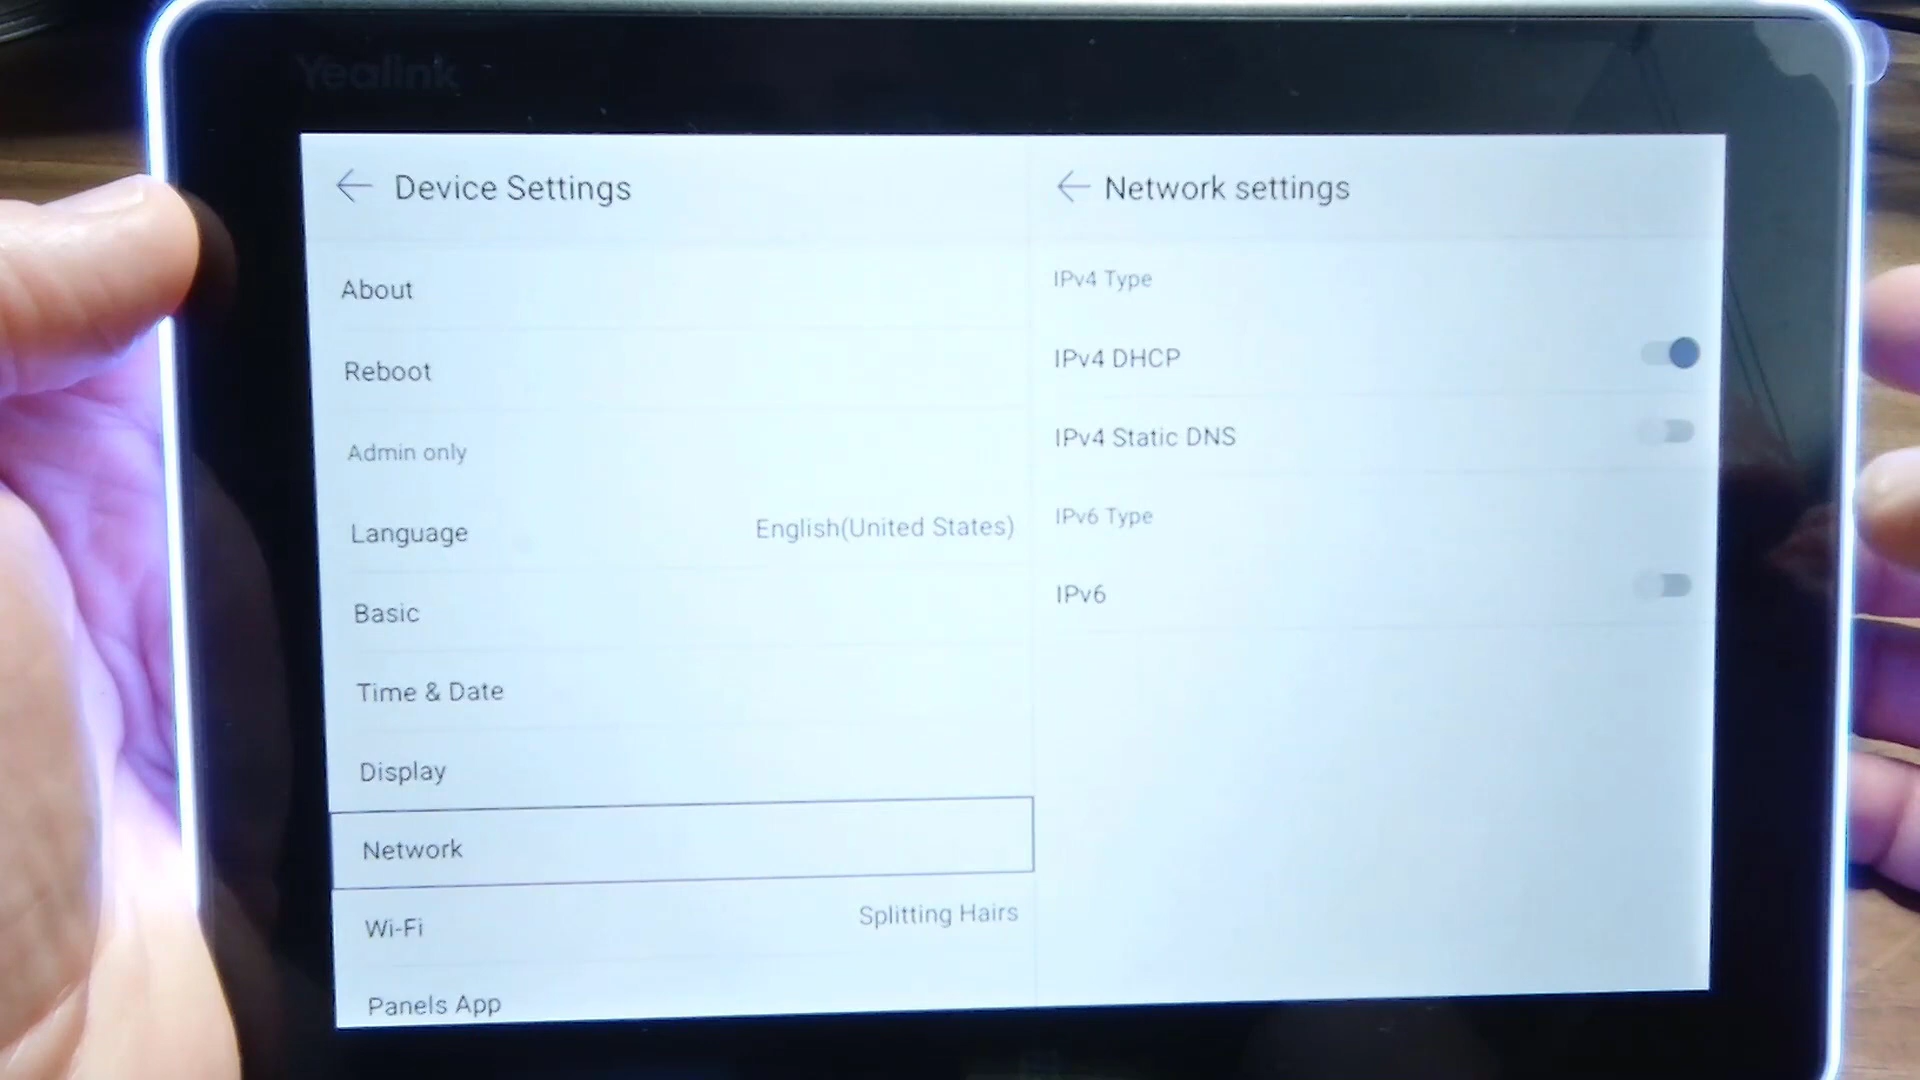 Yealink
Device Settings
About
Reboot
Admin only
Language English(United States)
Basic
Time & Date
Display
Network
Wi-Fi Splitting Hairs
Panels App
Network settings
IPv4 Type
IPv4 DHCP
IPv4 Static DNS
IPv6 Type
IPv6